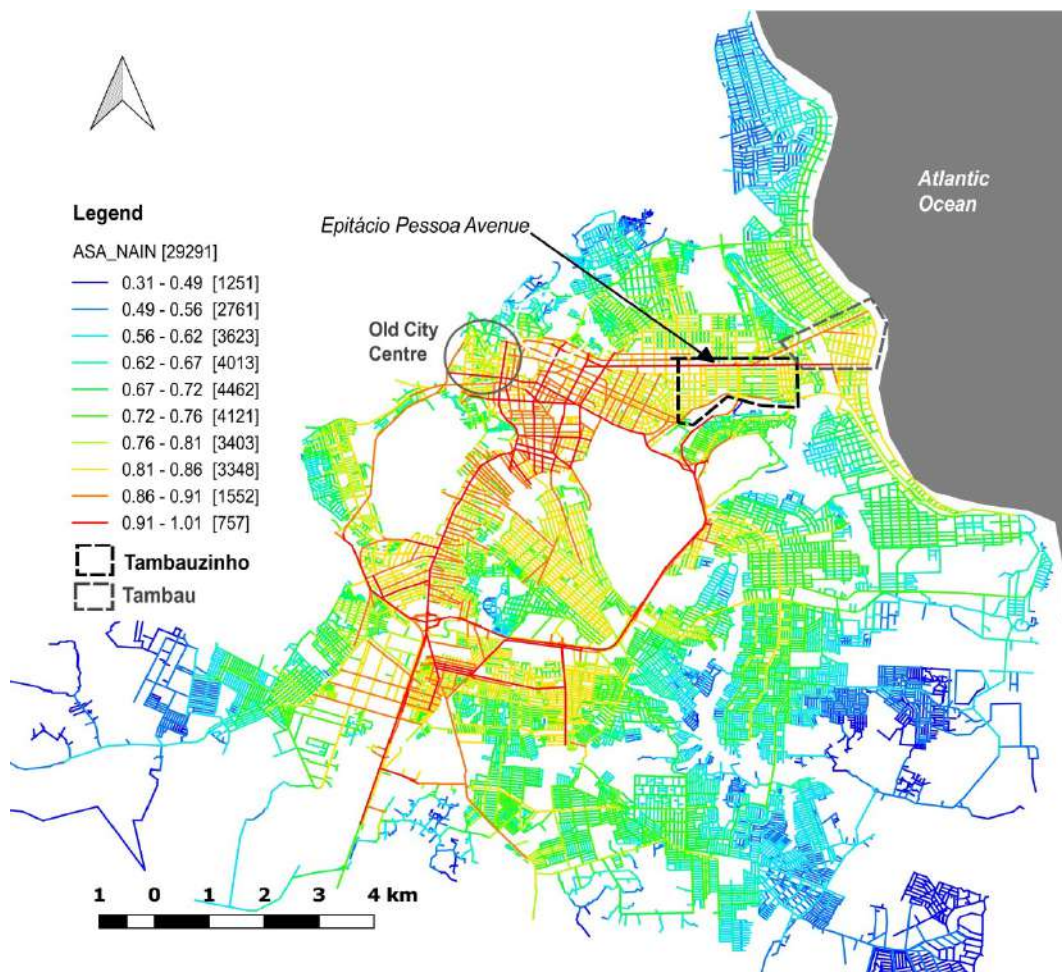 Atlantic
Ocean
Legend
Epitácio Pessoa Avenue
ASA_NAIN [29291]
0.31 - 0.49 [1251]
0.49 - 0.56 [2761]
0.56 - 0.62 [3623]
0.62 - 0.67 [4013]
0.67 - 0.72 [4462]
0.72 - 0.76 [4121]
0.76 - 0.81 [3403]
0.81 - 0.86 [3348]
0.86 - 0.91 [1552]
0.91 - 1.01 [757]
Tambauzinho
Tambau
Old City
Centre
1 0 1 2 3 4 km